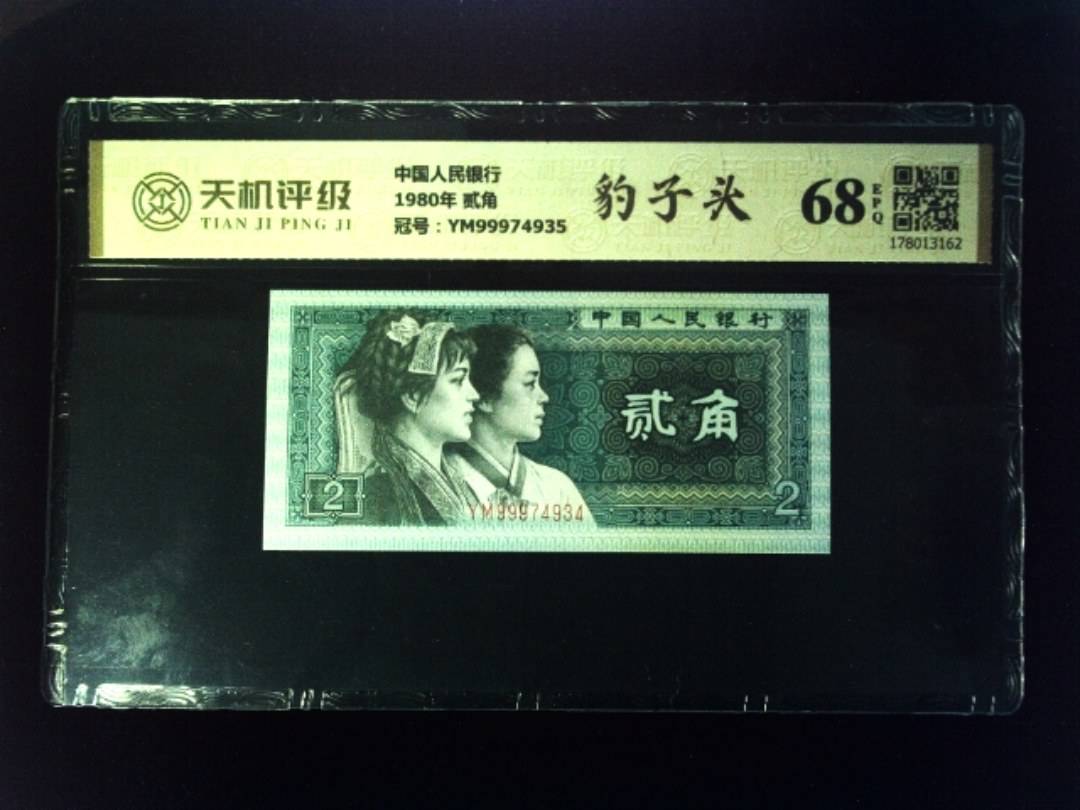 天机评级
TIAN JI PING JI
中国人民银行
1980年 贰角
冠号：YM99974935
豹子头
68
EPQ
178013162
中国人民银行
贰角
2
2
YM99974934